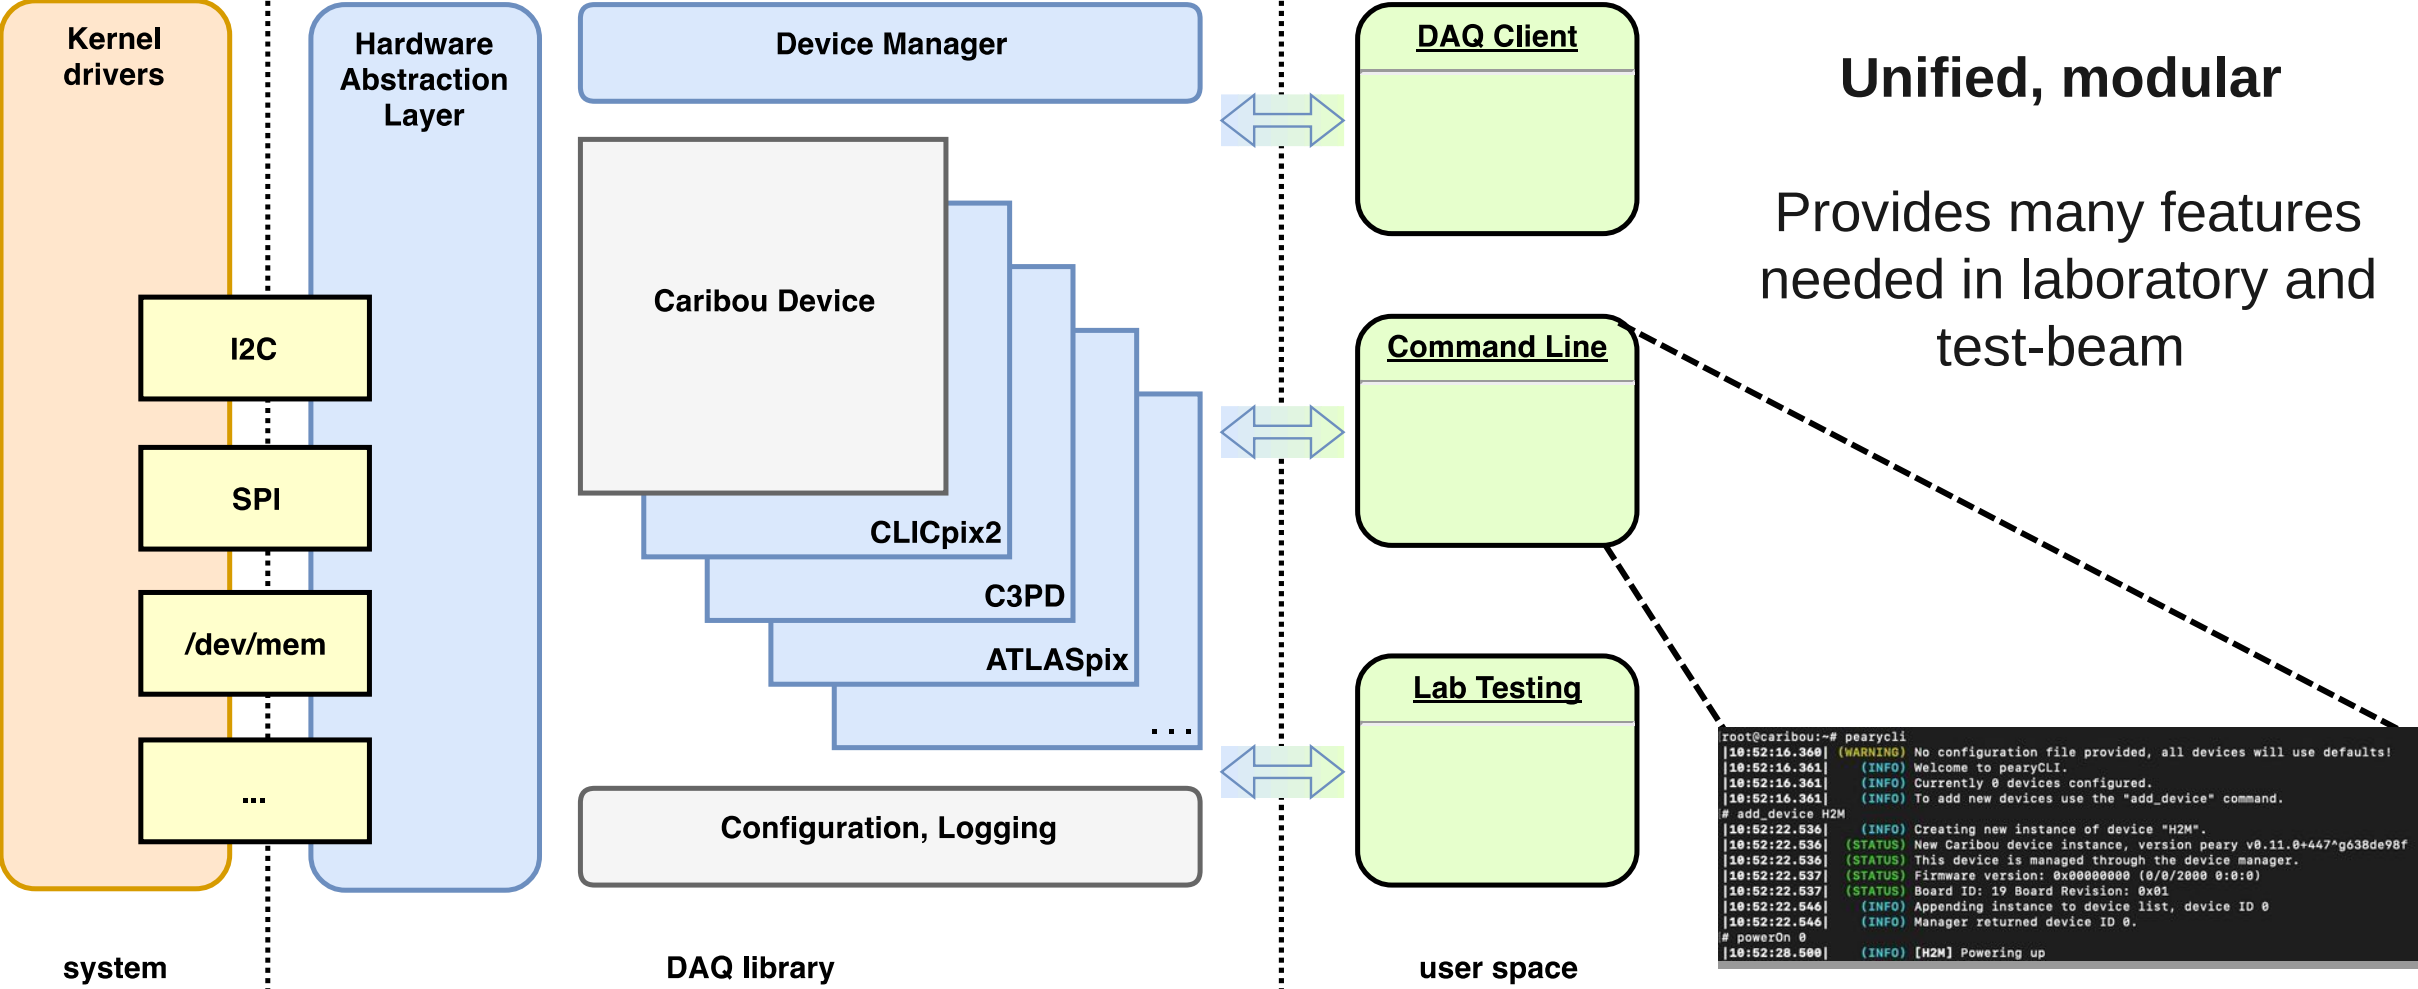 Kernel
drivers
Hardware
Abstraction
Layer
I2C
SPI
/dev/mem
...
Device Manager
Caribou Device
CLICpix2
C3PD
ATLASpix
...
Configuration, Logging
DAQ Client
Command Line
Lab Testing
system
DAQ library
user space
Unified, modular
Provides many features
needed in laboratory and
test-beam
root@caribou:~# pearycli
|10:52:16.360| (WARNING) No configuration file provided, all devices will use defaults!
|10:52:16.361| (INFO) Welcome to pearyCLI.
|10:52:16.361| (INFO) Currently 0 devices configured.
|10:52:16.361| (INFO) To add new devices use the "add_device" command.
# add_device H2M
|10:52:22.536| (INFO) Creating new instance of device "H2M".
|10:52:22.536| (STATUS) New Caribou device instance, version peary v0.11.0+447^g638de98f
|10:52:22.536| (STATUS) This device is managed through the device manager.
|10:52:22.537| (STATUS) Firmware version: 0x00000000 (0/0/2000 0:0:0)
|10:52:22.537| (STATUS) Board ID: 19 Board Revision: 0x01
|10:52:22.546| (INFO) Appending instance to device list, device ID 0
|10:52:22.546| (INFO) Manager returned device ID 0.
# powerOn 0
|10:52:28.500| (INFO) [H2M] Powering up